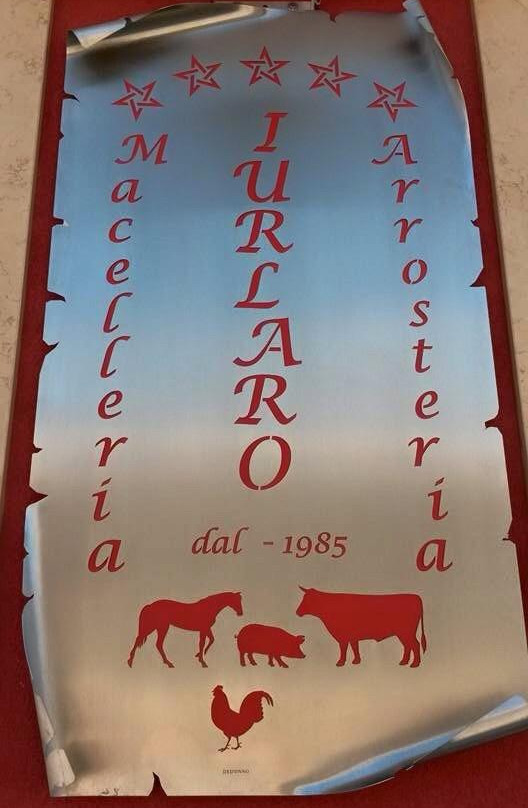 Macelleria
IURLARO
Arrosteria
dal - 1985